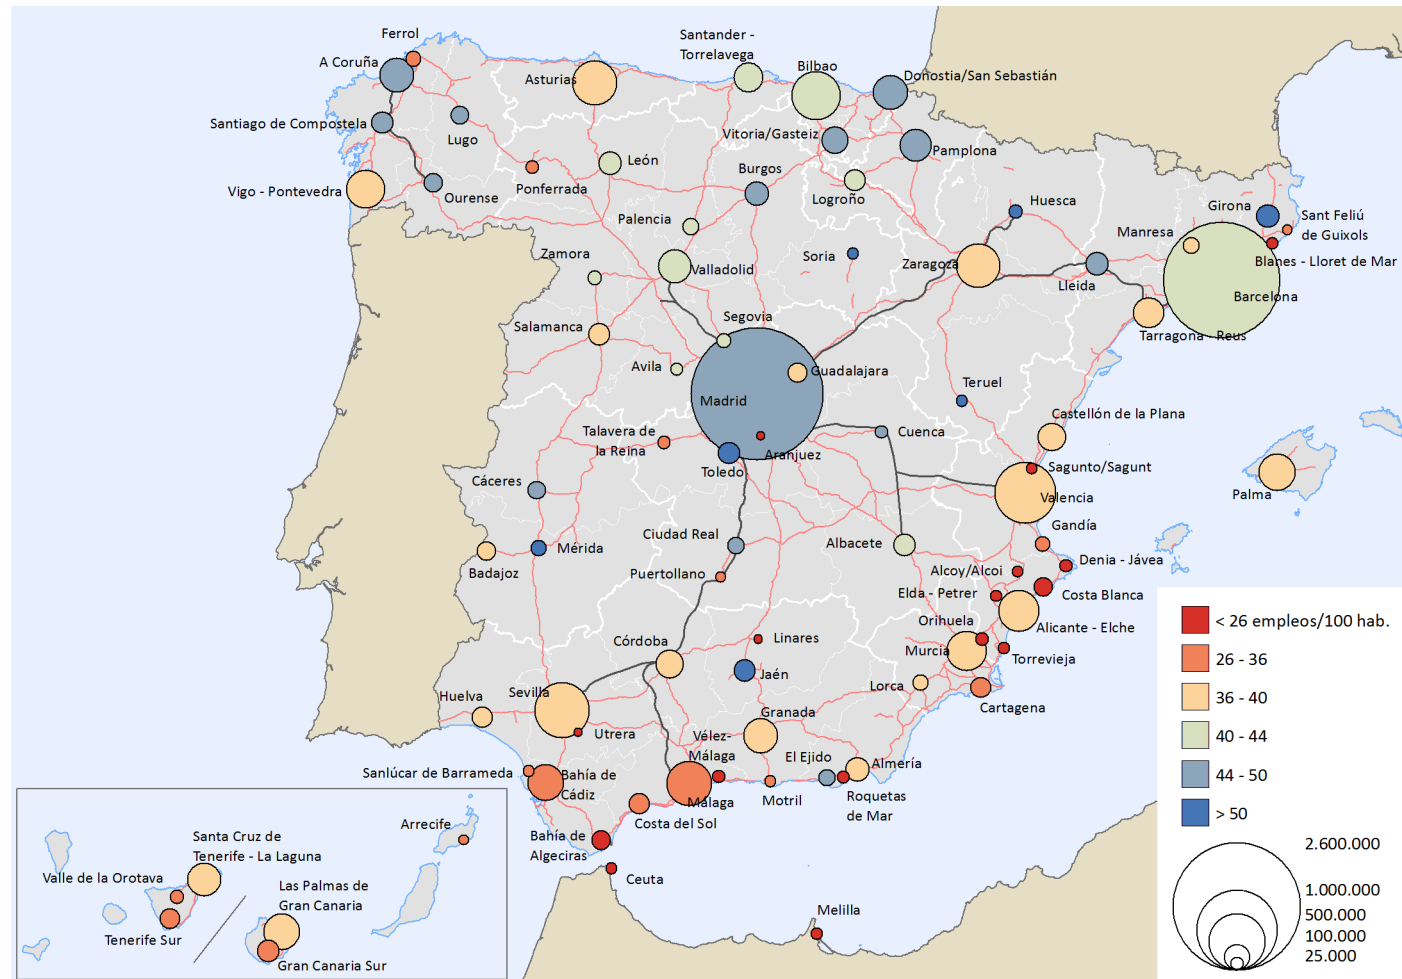 Ferrol
A Coruña
Santander -
Torrelavega
Bilbao
Donostia/San Sebastián
Asturias
Santiago de Compostela
Lugo
Vitoria/Gasteiz
Pamplona
León
Burgos
Vigo - Pontevedra
Ourense
Ponferrada
Logroño
Huesca
Girona
Sant Feliú
de Guixols
Palencia
Manresa
Zamora
Valladolid
Soria
Zaragoza
Lleida
Blanes - Lloret de Mar
Barcelona
Salamanca
Segovia
Tarragona - Reus
Avila
Guadalajara
Teruel
Madrid
Castellón de la Plana
Talavera de
la Reina
Cuenca
Toledo
Aranjuez
Sagunto/Sagunt
Cáceres
Valencia
Palma
Gandía
Ciudad Real
Albacete
Mérida
Badajoz
Puertollano
Alcoy/Alcoi
Denia - Jávea
Elda - Petrer
Costa Blanca
Orihuela
Alicante - Elche
Córdoba
Linares
Murcia
Torrevieja
Jaén
Lorca
Cartagena
Huelva
Sevilla
Granada
Utrera
Vélez-
Málaga
El Ejido
Almería
Sanlúcar de Barrameda
Bahía de
Cádiz
Málaga
Motril
Roquetas
de Mar
Costa del Sol
Bahía de
Algeciras
Ceuta
Melilla
Arrecife
Santa Cruz de
Tenerife - La Laguna
Valle de la Orotava
Las Palmas de
Gran Canaria
Tenerife Sur
Gran Canaria Sur
< 26 empleos/100 hab.
26 - 36
36 - 40
40 - 44
44 - 50
> 50
2.600.000
1.000.000
500.000
100.000
25.000